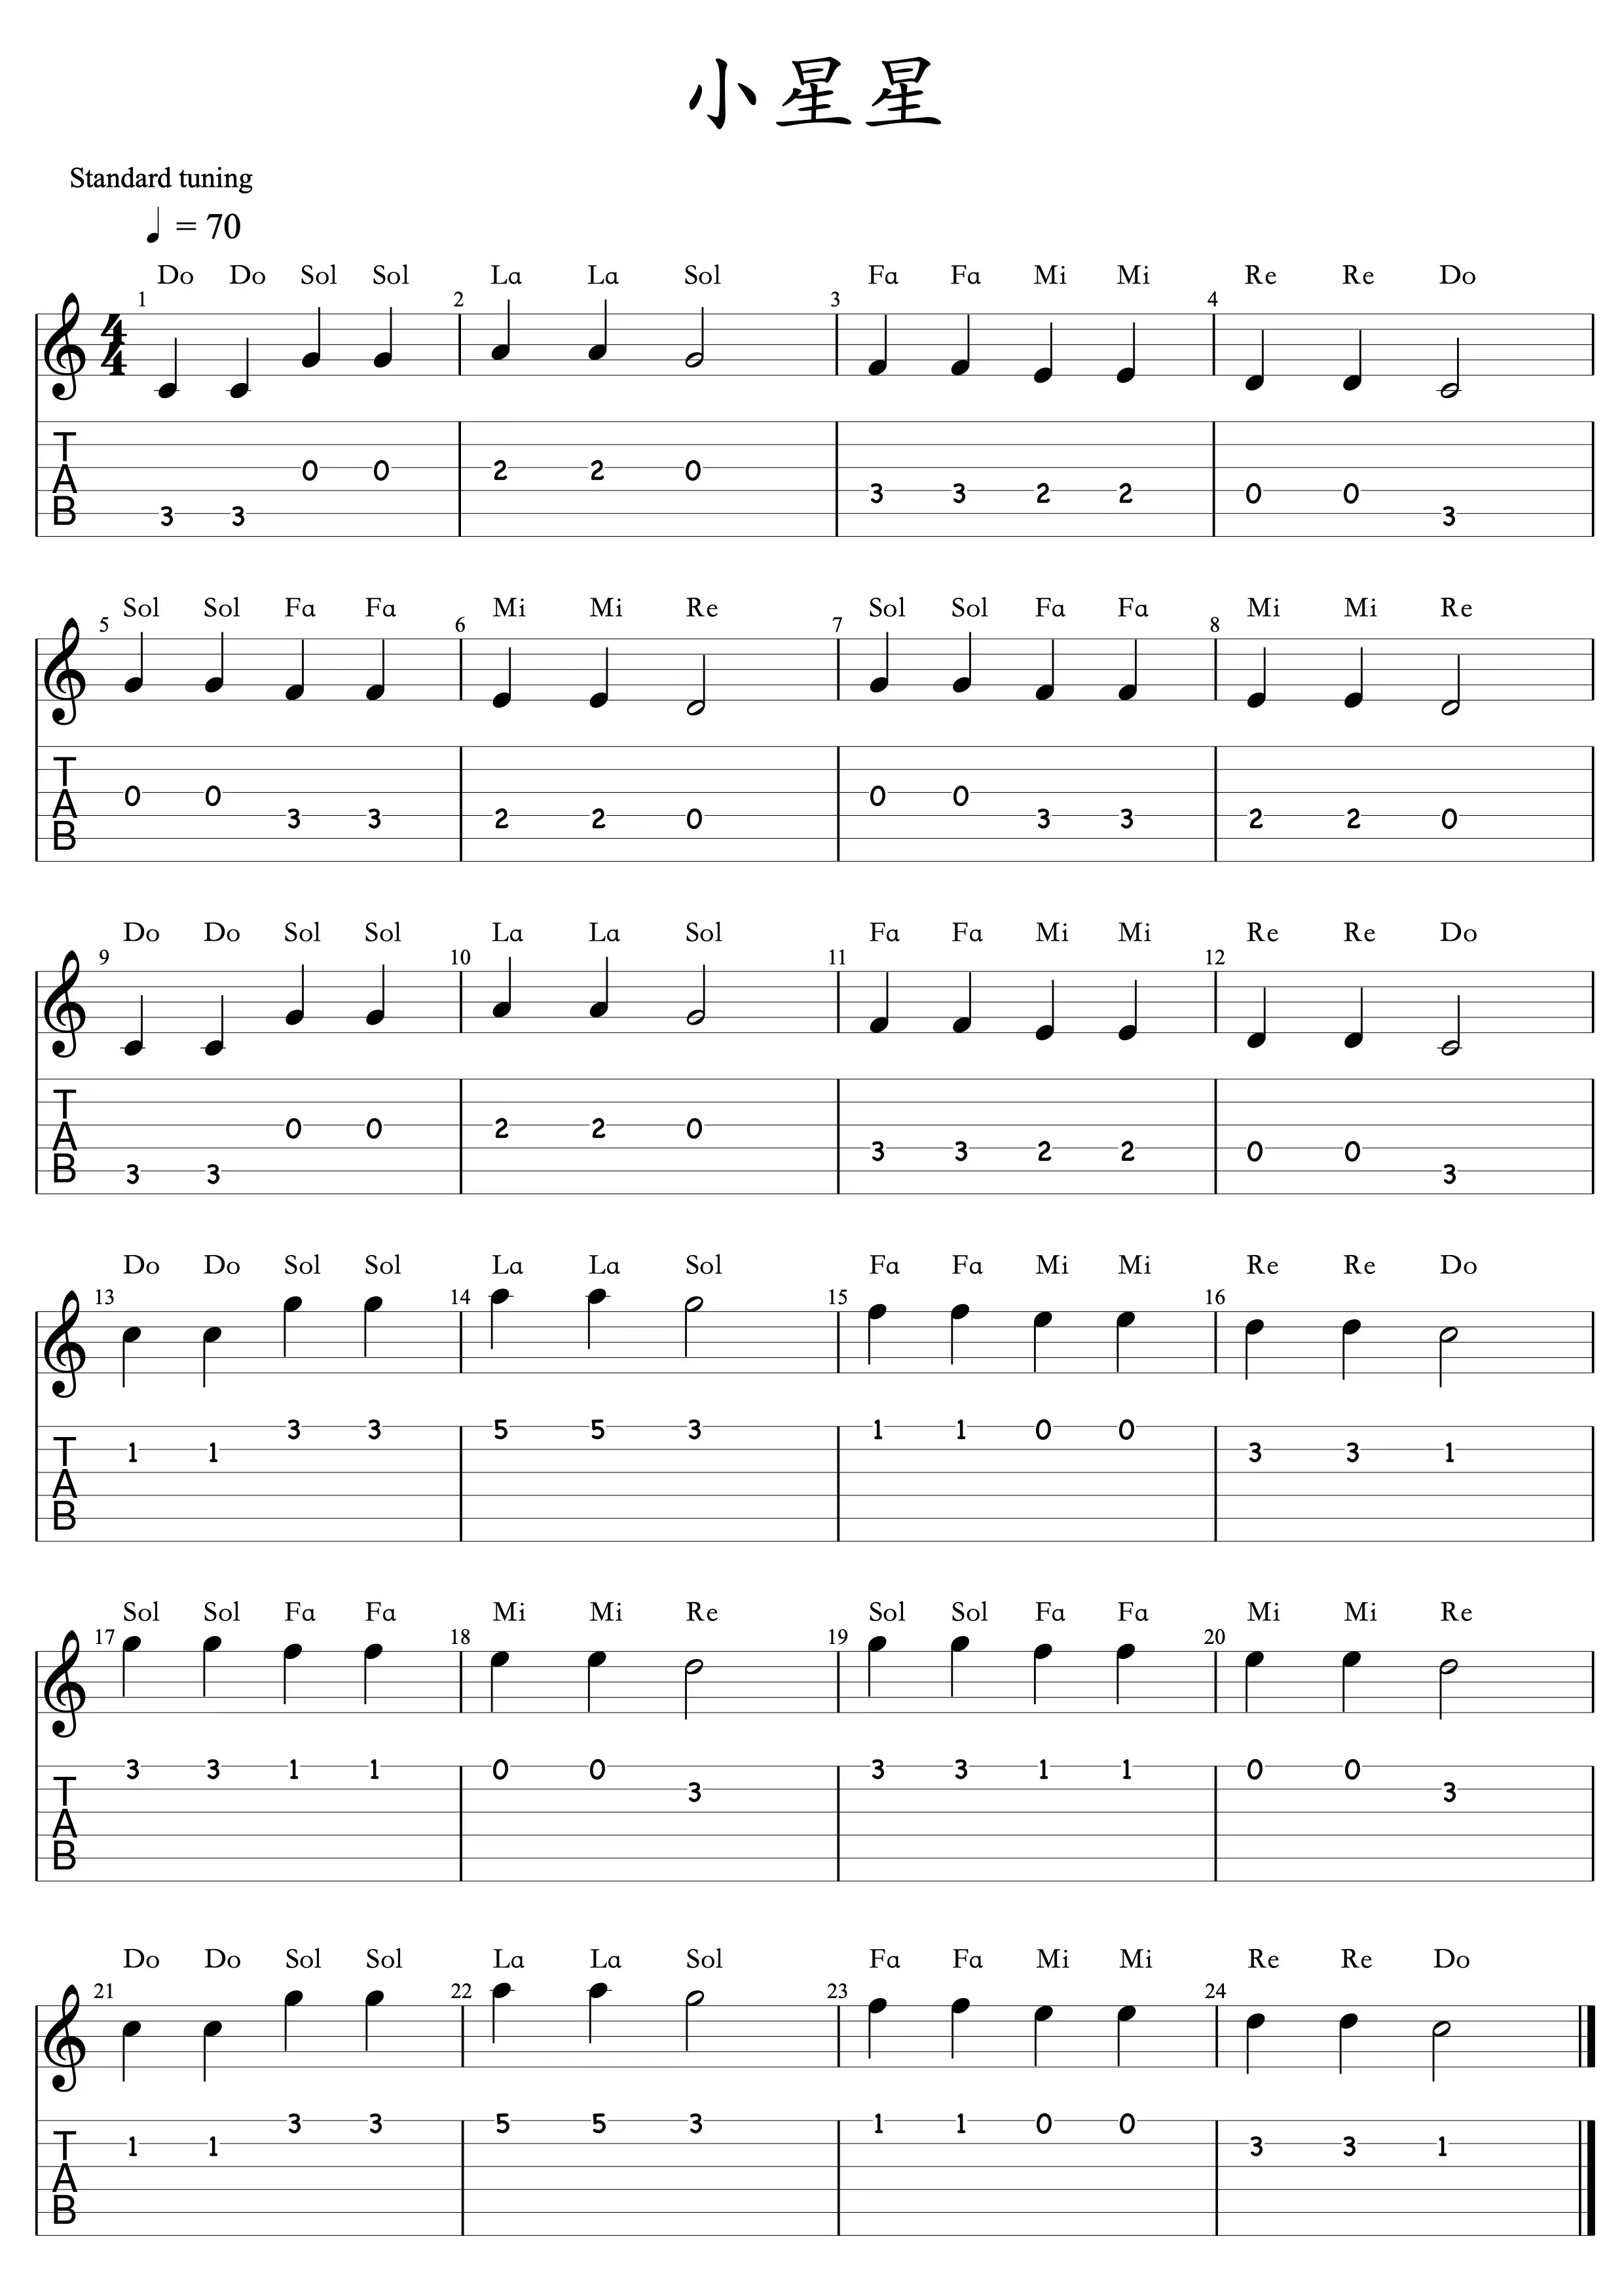 小星星
Standard tuning
= 70
Do Do Sol Sol La La Sol Fa Fa Mi Mi Re Re Do
1 2 3 4
4
4
T
A
B
0 0 2 2 0
3 3 2 2 0 0
3 3 3
Sol Sol Fa Fa Mi Mi Re Sol Sol Fa Fa Mi Mi Re
5 6 7 8
T
A
B
0 0 0 0
3 3 2 2 0 3 3 2 2 0
Do Do Sol Sol La La Sol Fa Fa Mi Mi Re Re Do
9 10 11 12
T
A
B
0 0 2 2 0
3 3 2 2 0 0
3 3 3
Do Do Sol Sol La La Sol Fa Fa Mi Mi Re Re Do
13 14 15 16
T
A
B
3 3 5 5 3 1 1 0 0
1 1 3 3 1
Sol Sol Fa Fa Mi Mi Re Sol Sol Fa Fa Mi Mi Re
17 18 19 20
T
A
B
3 3 1 1 0 0 3 3 1 1 0 0
3 3
Do Do Sol Sol La La Sol Fa Fa Mi Mi Re Re Do
21 22 23 24
T
A
B
3 3 5 5 3 1 1 0 0
1 1 3 3 1